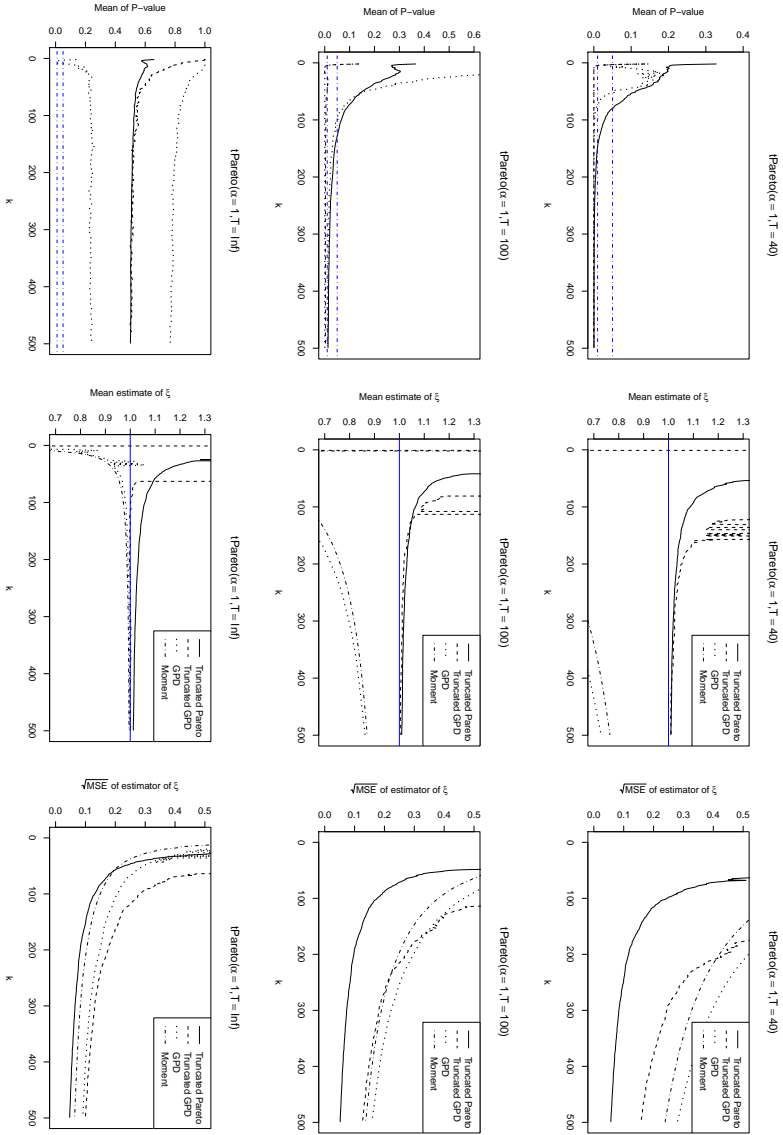 tPareto(α = 1,T = 40)
Mean of P−value
0.0 0.1 0.2 0.3 0.4
0 100 200 300 400 500
k
tPareto(α = 1,T = 40)
Mean estimate of ξ
0.7 0.8 0.9 1.0 1.1 1.2 1.3
0 100 200 300 400 500
k
Truncated Pareto
Truncated GPD
GPD
Moment
tPareto(α = 1,T = 40)
√MSE of estimator of ξ
0.0 0.1 0.2 0.3 0.4 0.5
0 100 200 300 400 500
k
Truncated Pareto
Truncated GPD
GPD
Moment
tPareto(α = 1,T = 100)
Mean of P−value
0.0 0.1 0.2 0.3 0.4 0.5 0.6
0 100 200 300 400 500
k
tPareto(α = 1,T = 100)
Mean estimate of ξ
0.7 0.8 0.9 1.0 1.1 1.2 1.3
0 100 200 300 400 500
k
Truncated Pareto
Truncated GPD
GPD
Moment
tPareto(α = 1,T = 100)
√MSE of estimator of ξ
0.0 0.1 0.2 0.3 0.4 0.5
0 100 200 300 400 500
k
Truncated Pareto
Truncated GPD
GPD
Moment
tPareto(α = 1,T = Inf)
Mean of P−value
0.0 0.2 0.4 0.6 0.8 1.0
0 100 200 300 400 500
k
tPareto(α = 1,T = Inf)
Mean estimate of ξ
0.7 0.8 0.9 1.0 1.1 1.2 1.3
0 100 200 300 400 500
k
Truncated Pareto
Truncated GPD
GPD
Moment
tPareto(α = 1,T = Inf)
√MSE of estimator of ξ
0.0 0.1 0.2 0.3 0.4 0.5
0 100 200 300 400 500
k
Truncated Pareto
Truncated GPD
GPD
Moment